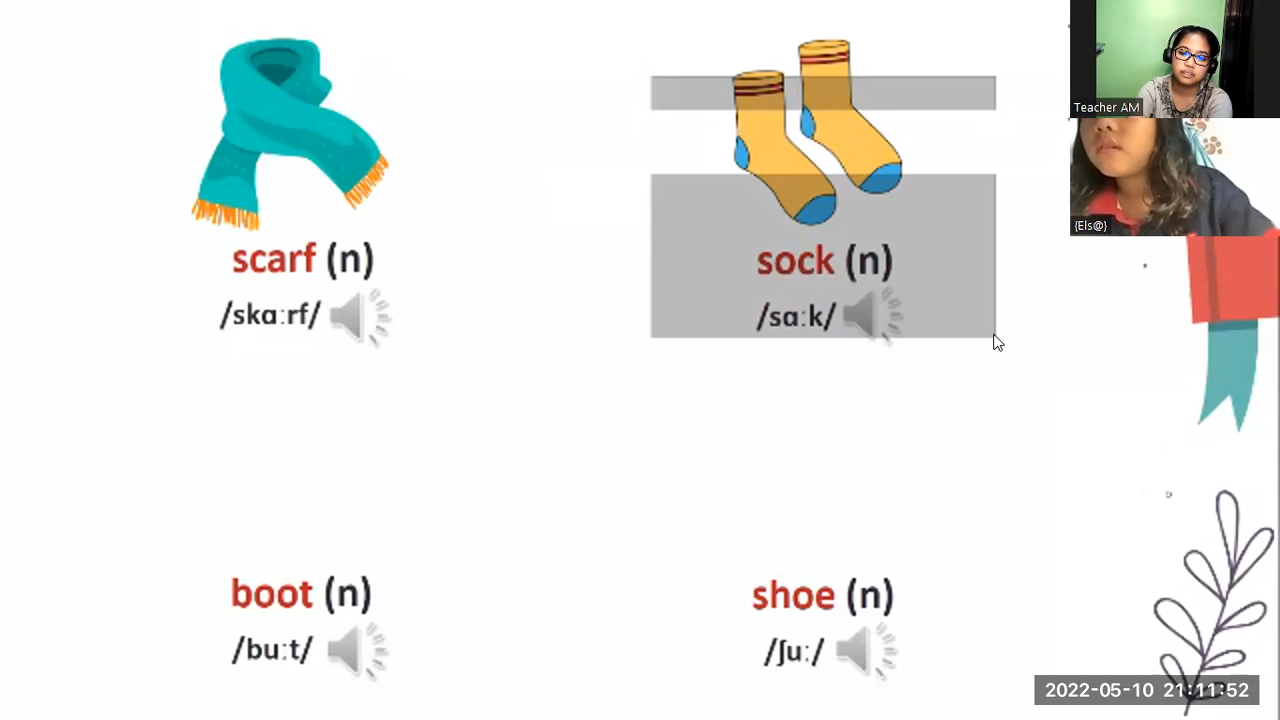 scarf (n)
/skɑːrf/
sock (n)
/sɑːk/
boot (n)
/buːt/
shoe (n)
/ʃuː/
Teacher AM
{Els@}
2022-05-10 21:11:52